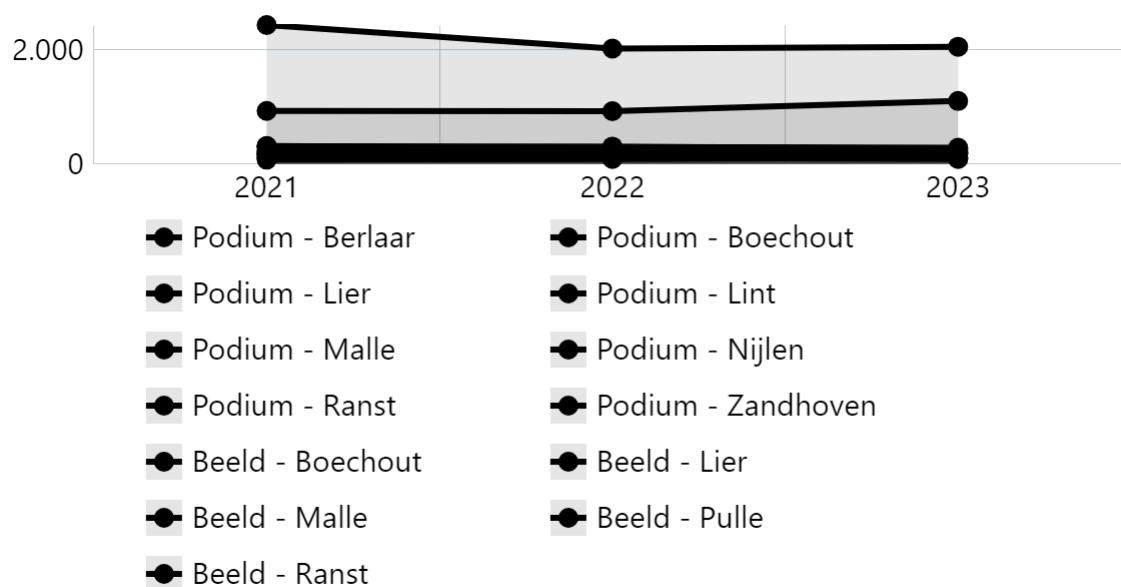 2.000
0
2021 2022 2023
Podium - Berlaar Podium - Boechout
Podium - Lier Podium - Lint
Podium - Malle Podium - Nijlen
Podium - Ranst Podium - Zandhoven
Beeld - Boechout Beeld - Lier
Beeld - Malle Beeld - Pulle
Beeld - Ranst